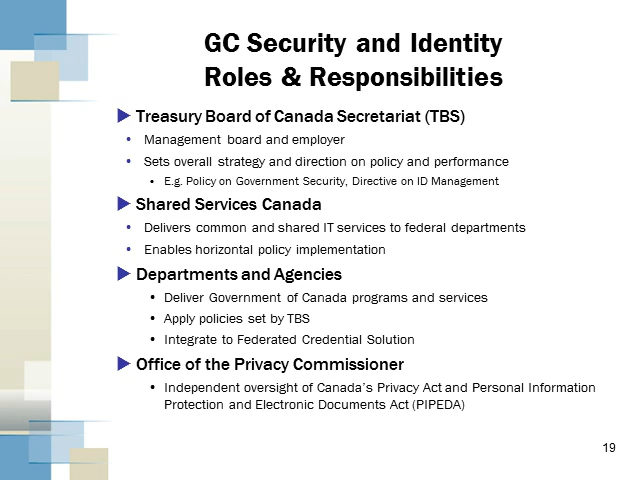 GC Security and Identity
Roles & Responsibilities
Treasury Board of Canada Secretariat (TBS)
• Management board and employer
• Sets overall strategy and direction on policy and performance
• E.g. Policy on Government Security, Directive on ID Management
Shared Services Canada
• Delivers common and shared IT services to federal departments
• Enables horizontal policy implementation
Departments and Agencies
• Deliver Government of Canada programs and services
• Apply policies set by TBS
• Integrate to Federated Credential Solution
Office of the Privacy Commissioner
• Independent oversight of Canada's Privacy Act and Personal Information
Protection and Electronic Documents Act (PIPEDA)
19